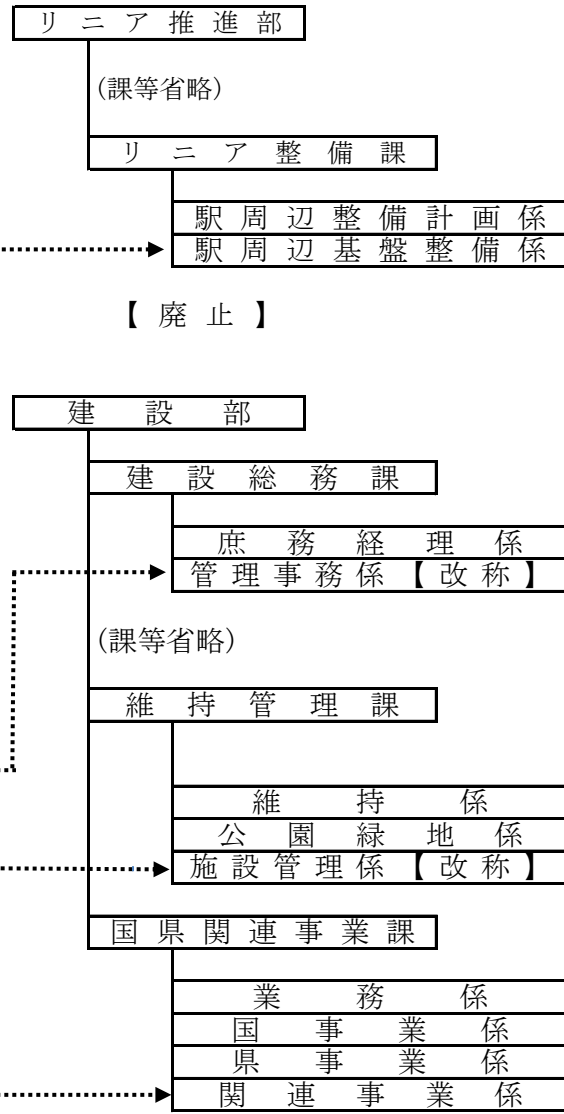 リニア推進部
(課等省略)
リニア整備課
駅周辺整備計画係
駅周辺基盤整備係
【廃止】
建設部
建設総務課
庶務経理係
管理事務係【改称】
(課等省略)
維持管理課
維持係
公園緑地係
施設管理係【改称】
国県関連事業課
業務係
国事業係
県事業係
関連事業係